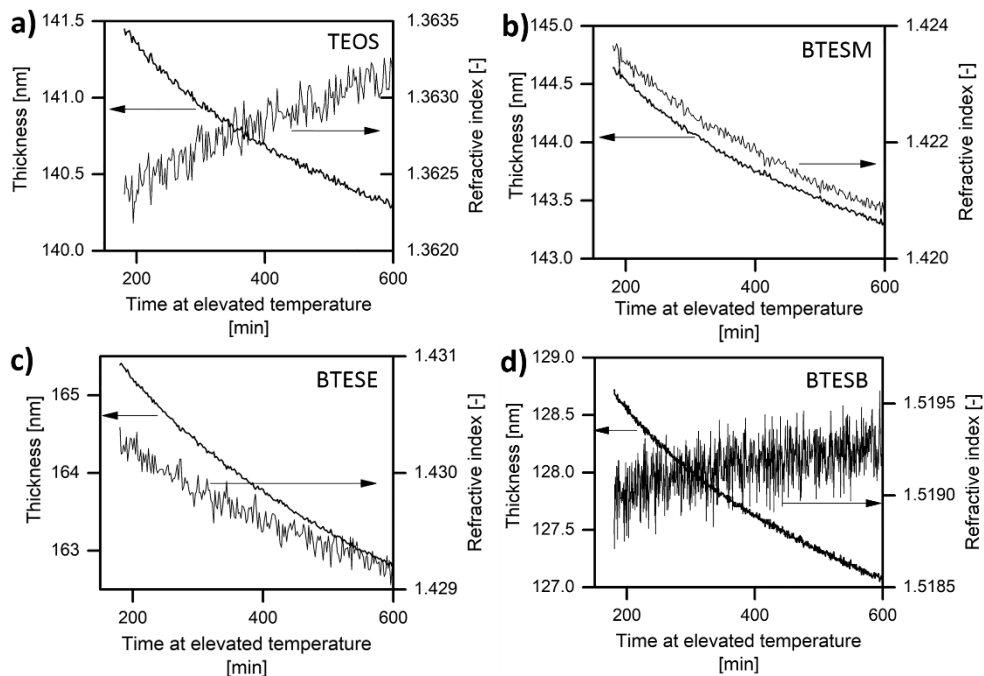 a)
TEOS
141.5
141.0
140.5
140.0
Thickness [nm]
1.3635
1.3630
1.3625
1.3620
Refractive index [-]
200
400
600
Time at elevated temperature
[min]
b)
BTESM
145.0
144.5
144.0
143.5
143.0
Thickness [nm]
1.424
1.422
1.420
Refractive index [-]
200
400
600
Time at elevated temperature
[min]
c)
BTESE
165
164
163
Thickness [nm]
1.431
1.430
1.429
Refractive index [-]
200
400
600
Time at elevated temperature
[min]
d)
BTESB
129.0
128.5
128.0
127.5
127.0
Thickness [nm]
1.5195
1.5190
1.5185
Refractive index [-]
200
400
600
Time at elevated temperature
[min]